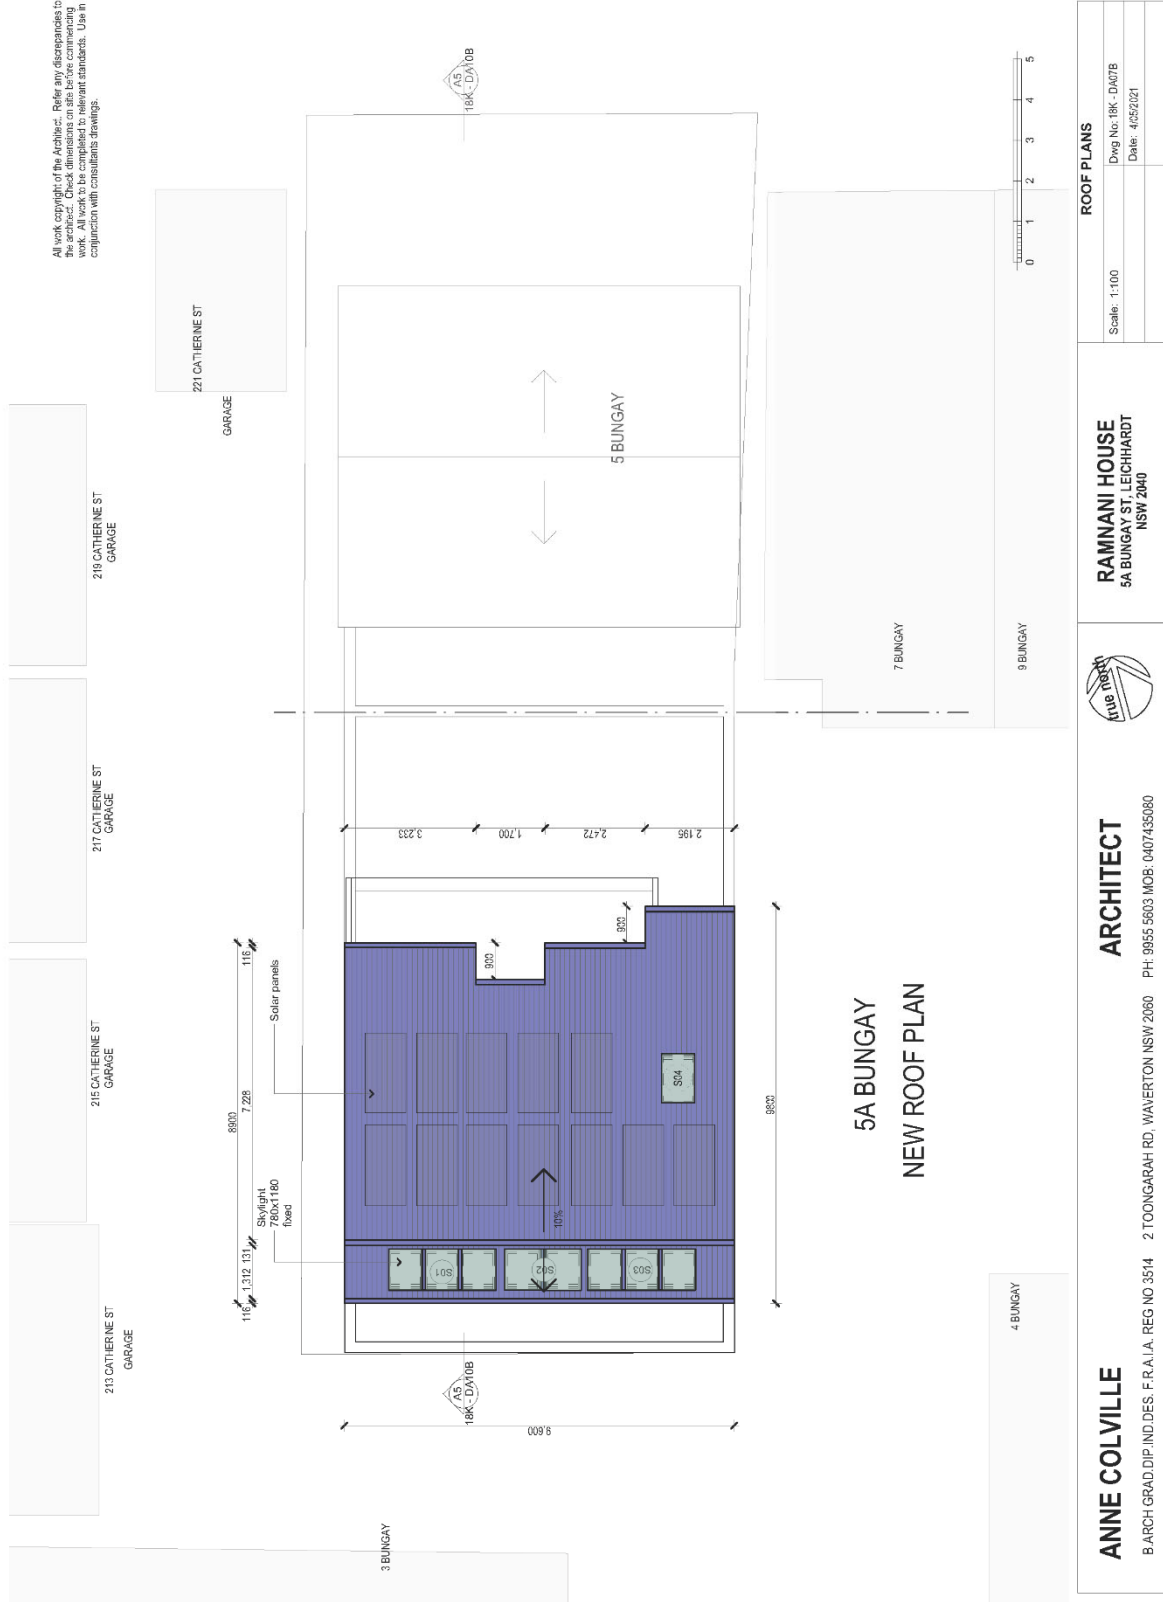 All work copyright of the Architect. Refer any discrepancies to
the architect. Check dimensions on site before commencing
work. All work to be completed to relevant standards. Use in
conjunction with consultants drawings.
213 CATHERINE ST
GARAGE
215 CATHERINE ST
GARAGE
217 CATHERINE ST
GARAGE
219 CATHERINE ST
GARAGE
221 CATHERINE ST
GARAGE
8900
116
1,312
131
7,228
116
Skylight
780x1180
fixed
Solar panels
3 BUNGAY
A5
18K - DA10B
A5
18K - DA10B
9,600
S01
S02
S03
S04
10%
900
900
3,233
1,700
2,472
2,195
9800
5 BUNGAY
5A BUNGAY
NEW ROOF PLAN
4 BUNGAY
7 BUNGAY
9 BUNGAY
0 1 2 3 4 5
ANNE COLVILLE
ARCHITECT
B.ARCH GRAD.DIP.IND.DES. F.R.A.I.A. REG NO 3514
2 TOONGARAH RD, WAVERTON NSW 2060
PH: 9955 5603 MOB: 0407435080
true north
RAMNANI HOUSE
5A BUNGAY ST, LEICHHARDT
NSW 2040
ROOF PLANS
Scale: 1:100
Dwg No: 18K - DA07B
Date: 4/05/2021